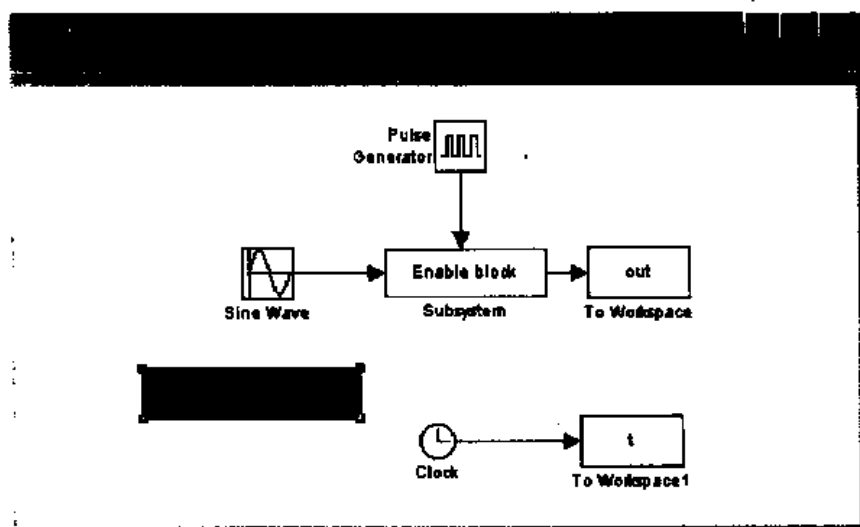 Pulse
Generator
Enable block
out
Sine Wave
Subsystem
To Workspace
t
Clock
To Workspace1